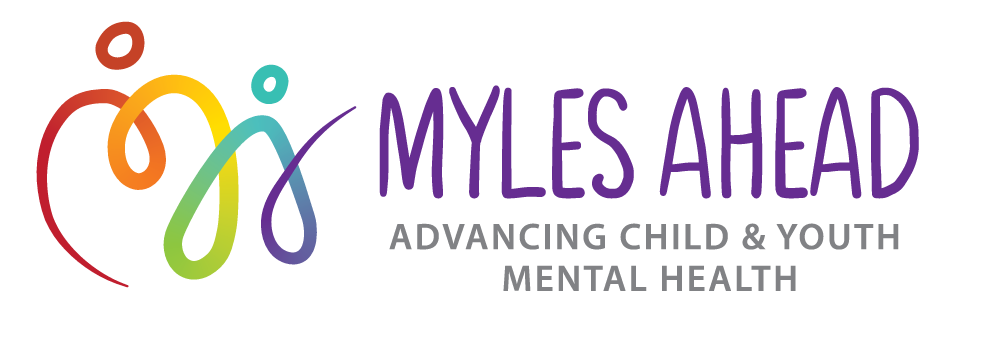 MYLES AHEAD
ADVANCING CHILD & YOUTH
MENTAL HEALTH